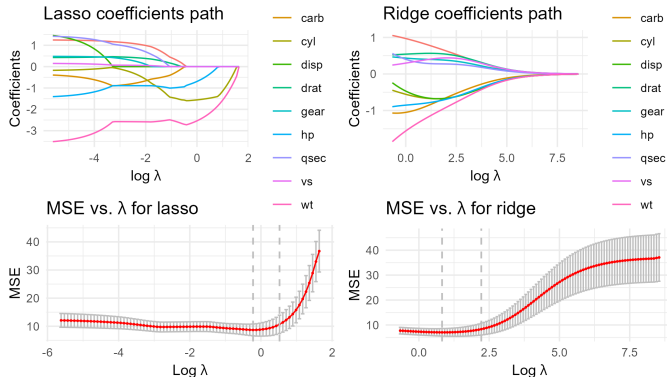 Lasso coefficients path
Coefficients
1
0
-1
-2
-3
-4
-2
0
2
log λ
carb
cyl
disp
drat
gear
hp
qsec
vs
wt
Ridge coefficients path
Coefficients
1
0
-1
0.0
2.5
5.0
7.5
log λ
carb
cyl
disp
drat
gear
hp
qsec
vs
wt
MSE vs. λ for lasso
MSE
40
30
20
10
-6
-4
-2
0
2
Log λ
MSE vs. λ for ridge
MSE
40
30
20
10
0.0
2.5
5.0
7.5
Log λ